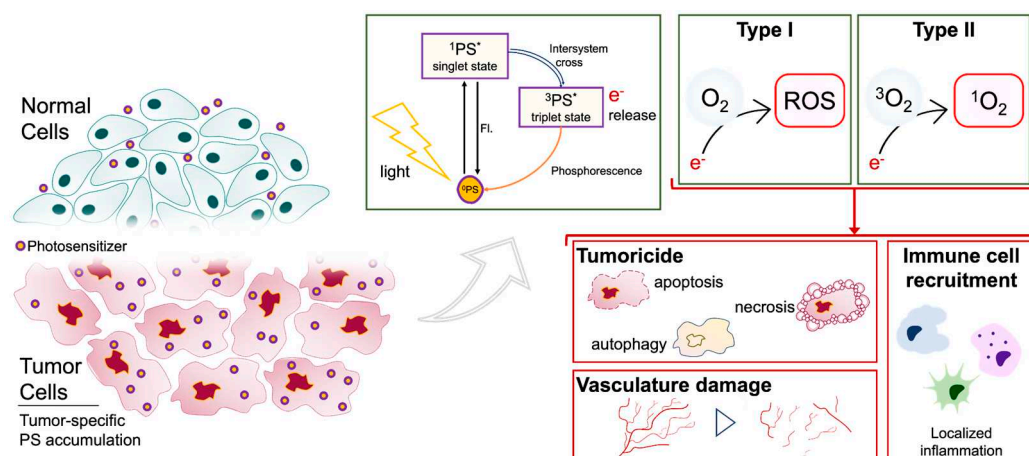 Normal
Cells
Photosensitizer
Tumor
Cells
Tumor-specific
PS accumulation
¹PS*
singlet state
Intersystem
cross
³PS*
triplet state
e⁻
release
Fl.
light
⁰PS
Phosphorescence
Type I
O₂
ROS
e⁻
Type II
³O₂
¹O₂
e⁻
Tumoricide
apoptosis
necrosis
autophagy
Vasculature damage
Immune cell
recruitment
Localized
inflammation